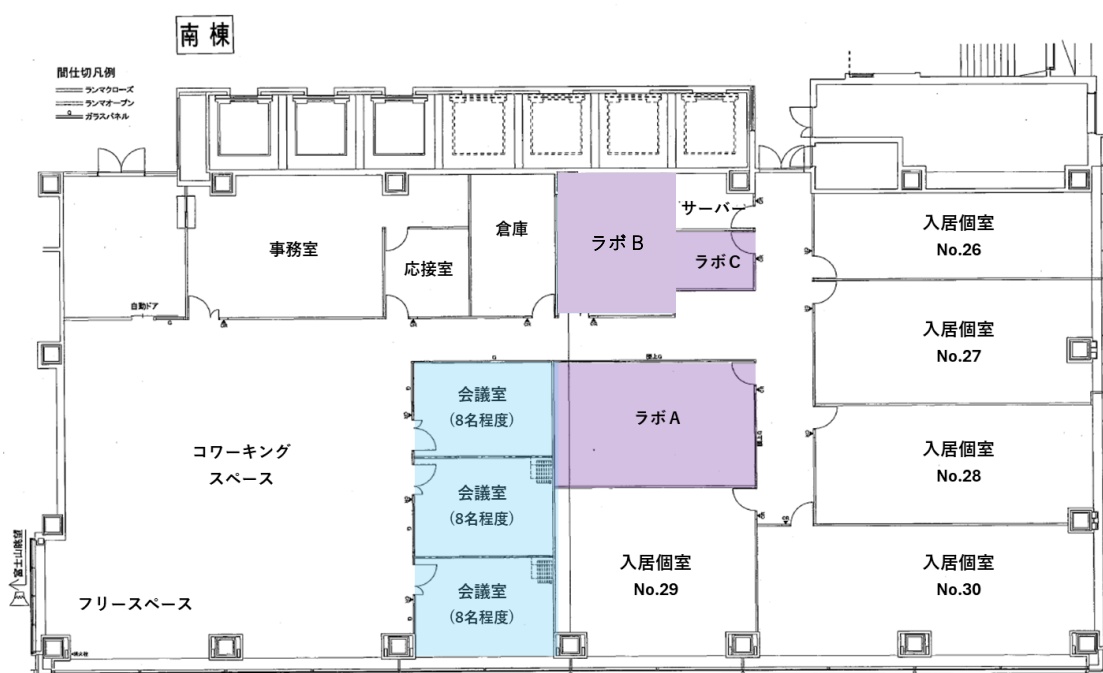 南棟
間仕切凡例
ランマクローズ
ランマオープン
G
ガラスパネル
サーバー
倉庫
ラボB
事務室
応接室
ラボC
入居個室
No.26
自動ドア
G
入居個室
No.27
G
会議室
(8名程度)
ラボA
コワーキング
スペース
入居個室
No.28
会議室
(8名程度)
富士山眺望
フリースペース
会議室
(8名程度)
入居個室
No.29
入居個室
No.30